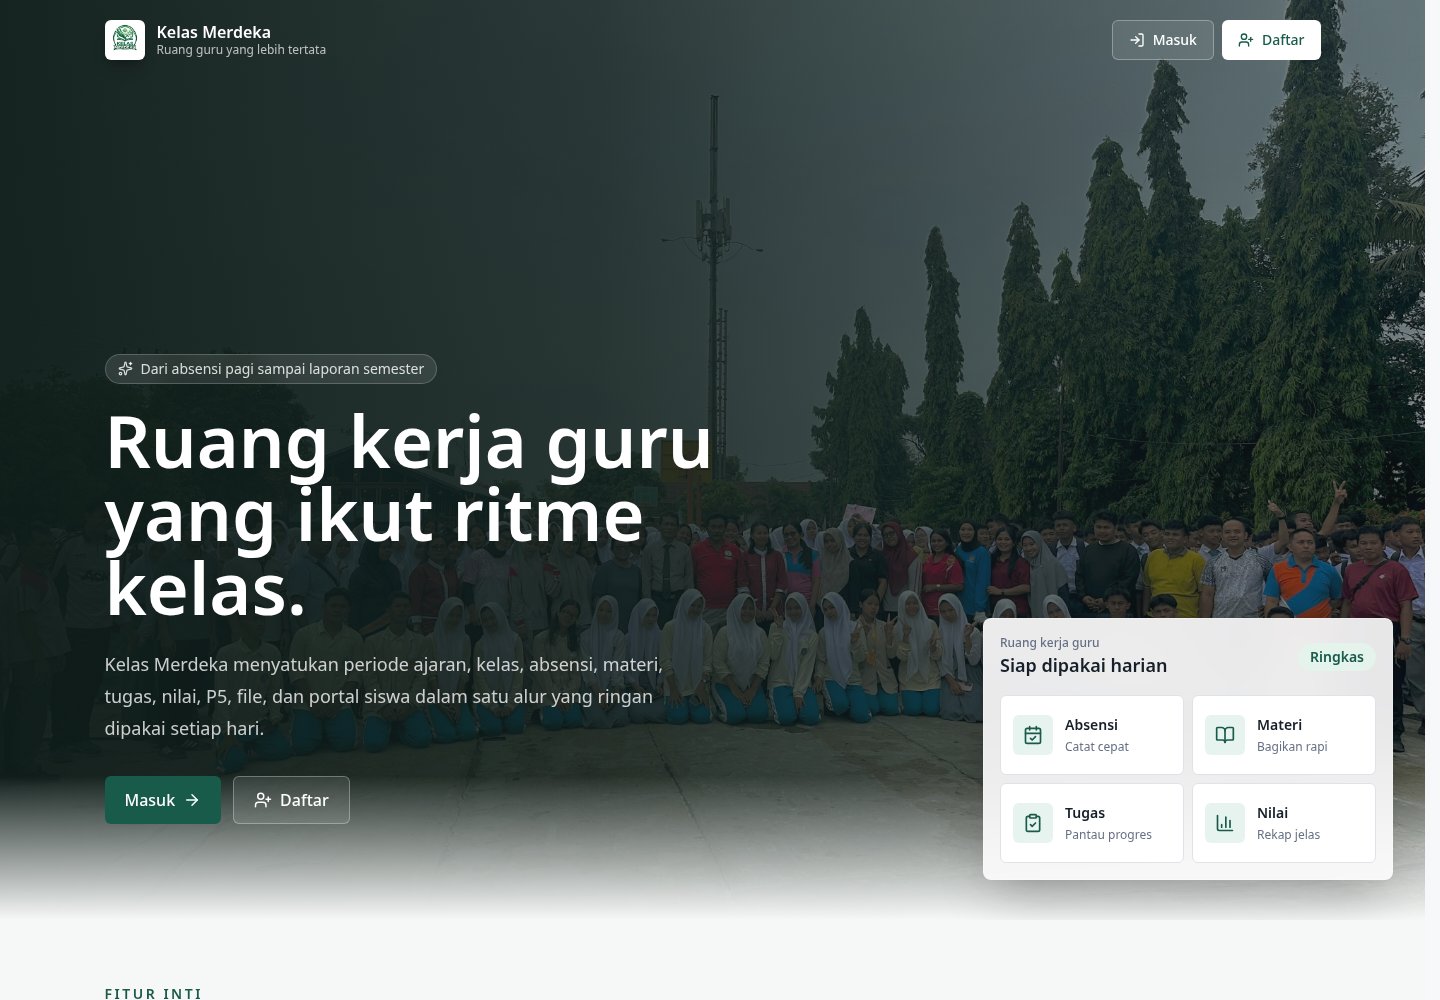 Kelas Merdeka
Ruang guru yang lebih tertata
Masuk
Daftar
Dari absensi pagi sampai laporan semester
Ruang kerja guru
yang ikut ritme
kelas.
Kelas Merdeka menyatukan periode ajaran, kelas, absensi, materi,
tugas, nilai, P5, file, dan portal siswa dalam satu alur yang ringan
dipakai setiap hari.
Masuk
Daftar
Ruang kerja guru
Siap dipakai harian
Ringkas
Absensi
Catat cepat
Materi
Bagikan rapi
Tugas
Pantau progres
Nilai
Rekap jelas
FITUR INTI